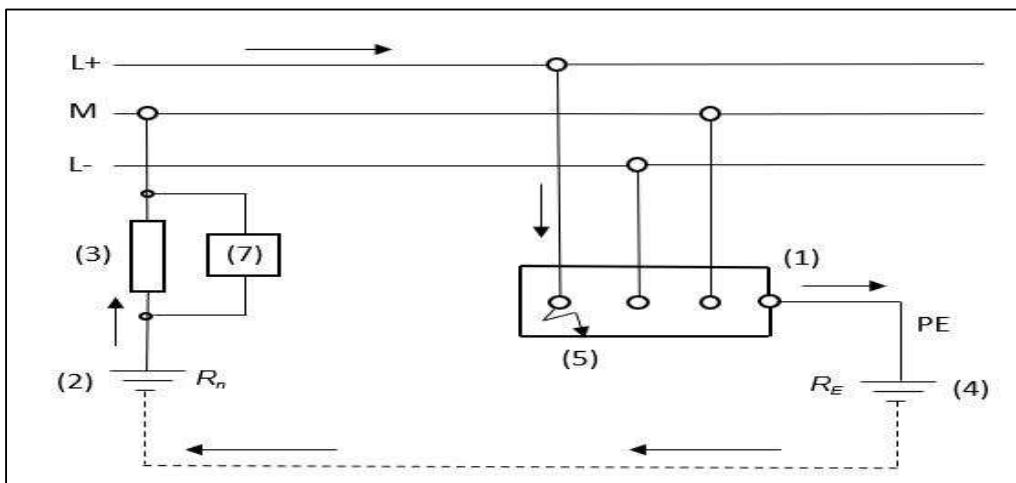 L+
M
L-
(3)
(7)
(1)
PE
(5)
(2)
Rn
RE
(4)